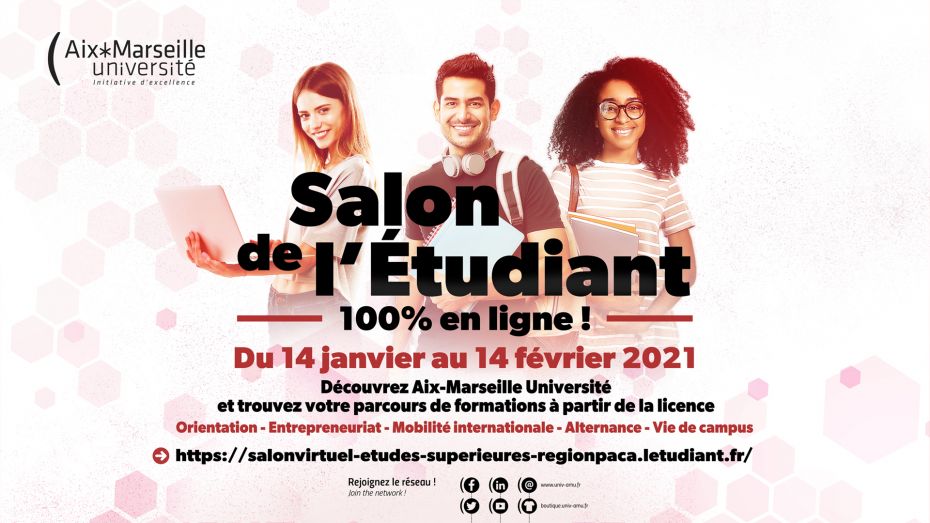 (Aix*Marseille
université
Initiative d'excellence
Salon
de l'Étudiant
100% en ligne !
Du 14 janvier au 14 février 2021
Découvrez Aix-Marseille Université
et trouvez votre parcours de formations à partir de la licence
Orientation - Entrepreneuriat - Mobilité internationale - Alternance - Vie de campus
https://salonvirtuel-etudes-superieures-regionpaca.letudiant.fr/
Rejoignez le réseau !
Join the network !
www.univ-amu.fr
boutique.univ-amu.fr